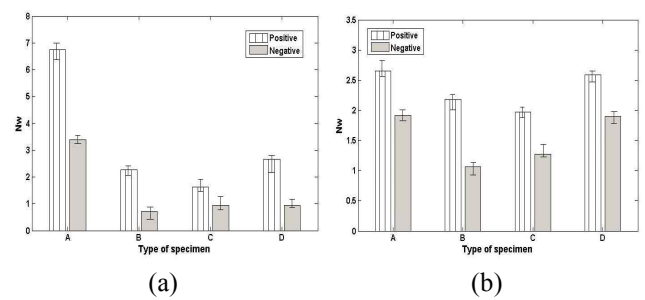 8
7
6
5
4
3
2
1
0
Nw
Positive
Negative
A B C D
Type of specimen
(a)
3.5
3
2.5
2
1.5
1
0.5
0
Nw
Positive
Negative
A B C D
Type of specimen
(b)